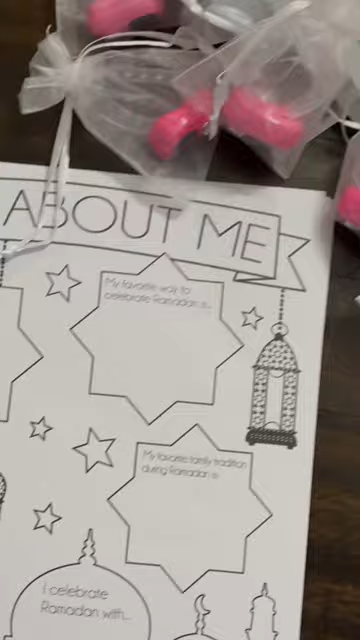 ABOUT ME
My favorite way to
celebrate Ramadan is...
My favorite family tradition
during Ramadan is
I celebrate
Ramadan with...